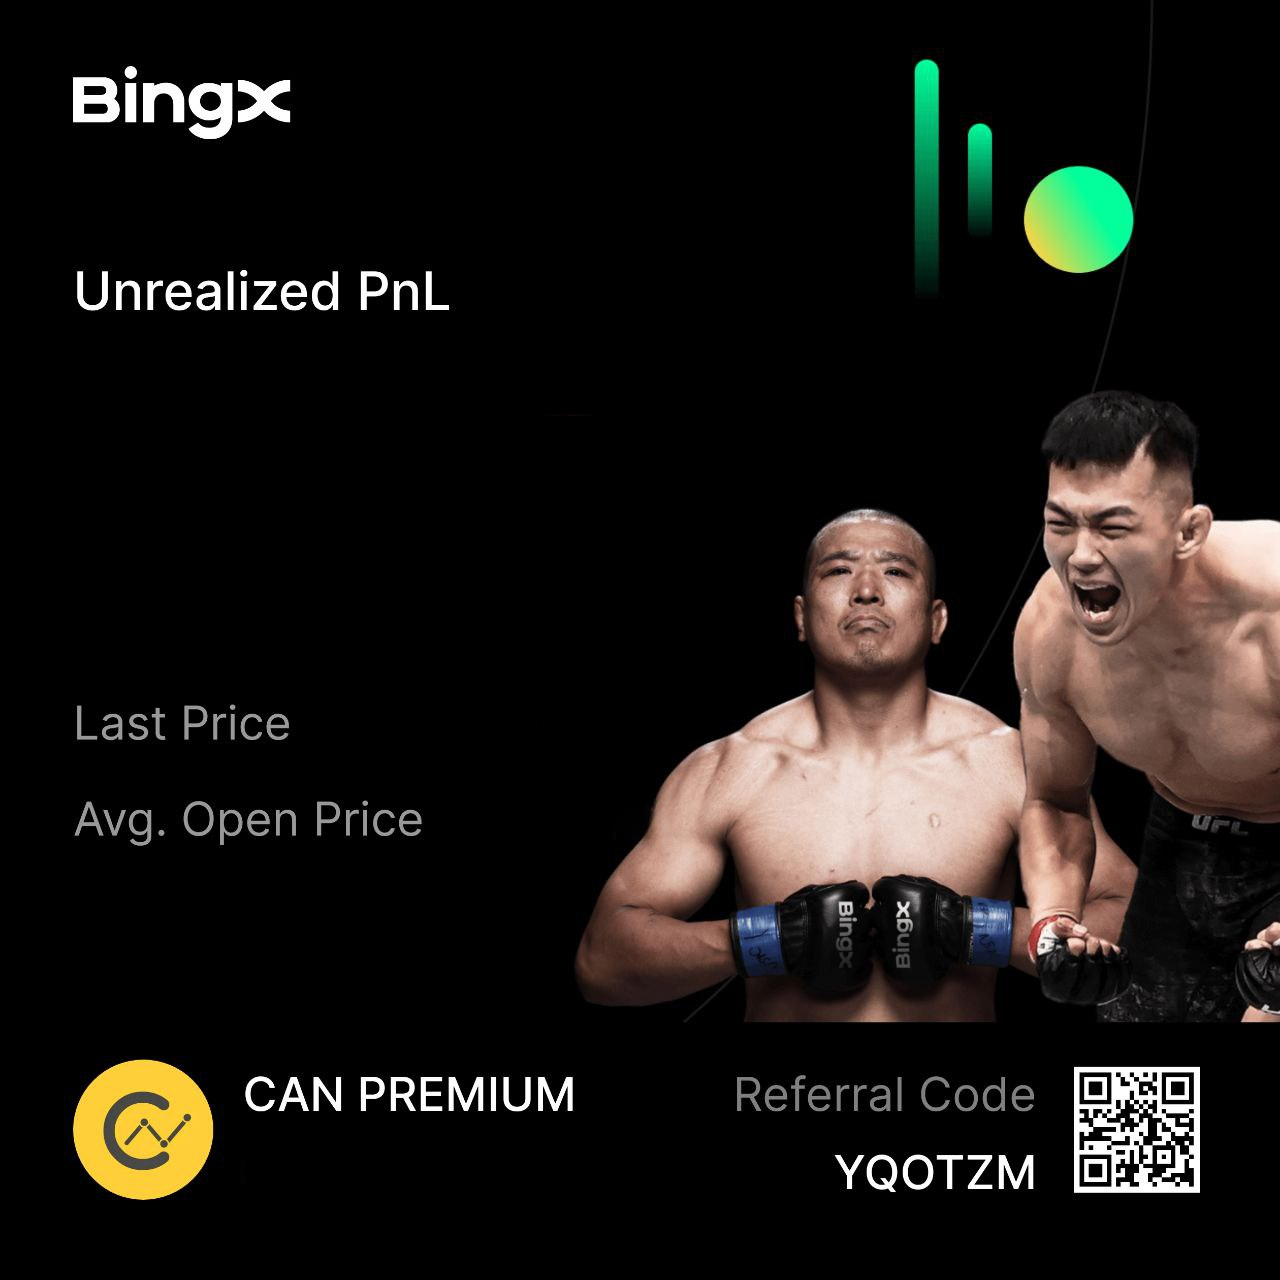 BingX
Unrealized PnL
Last Price
Avg. Open Price
UFC
BingX
BingX
CAN PREMIUM
Referral Code
YQOTZM